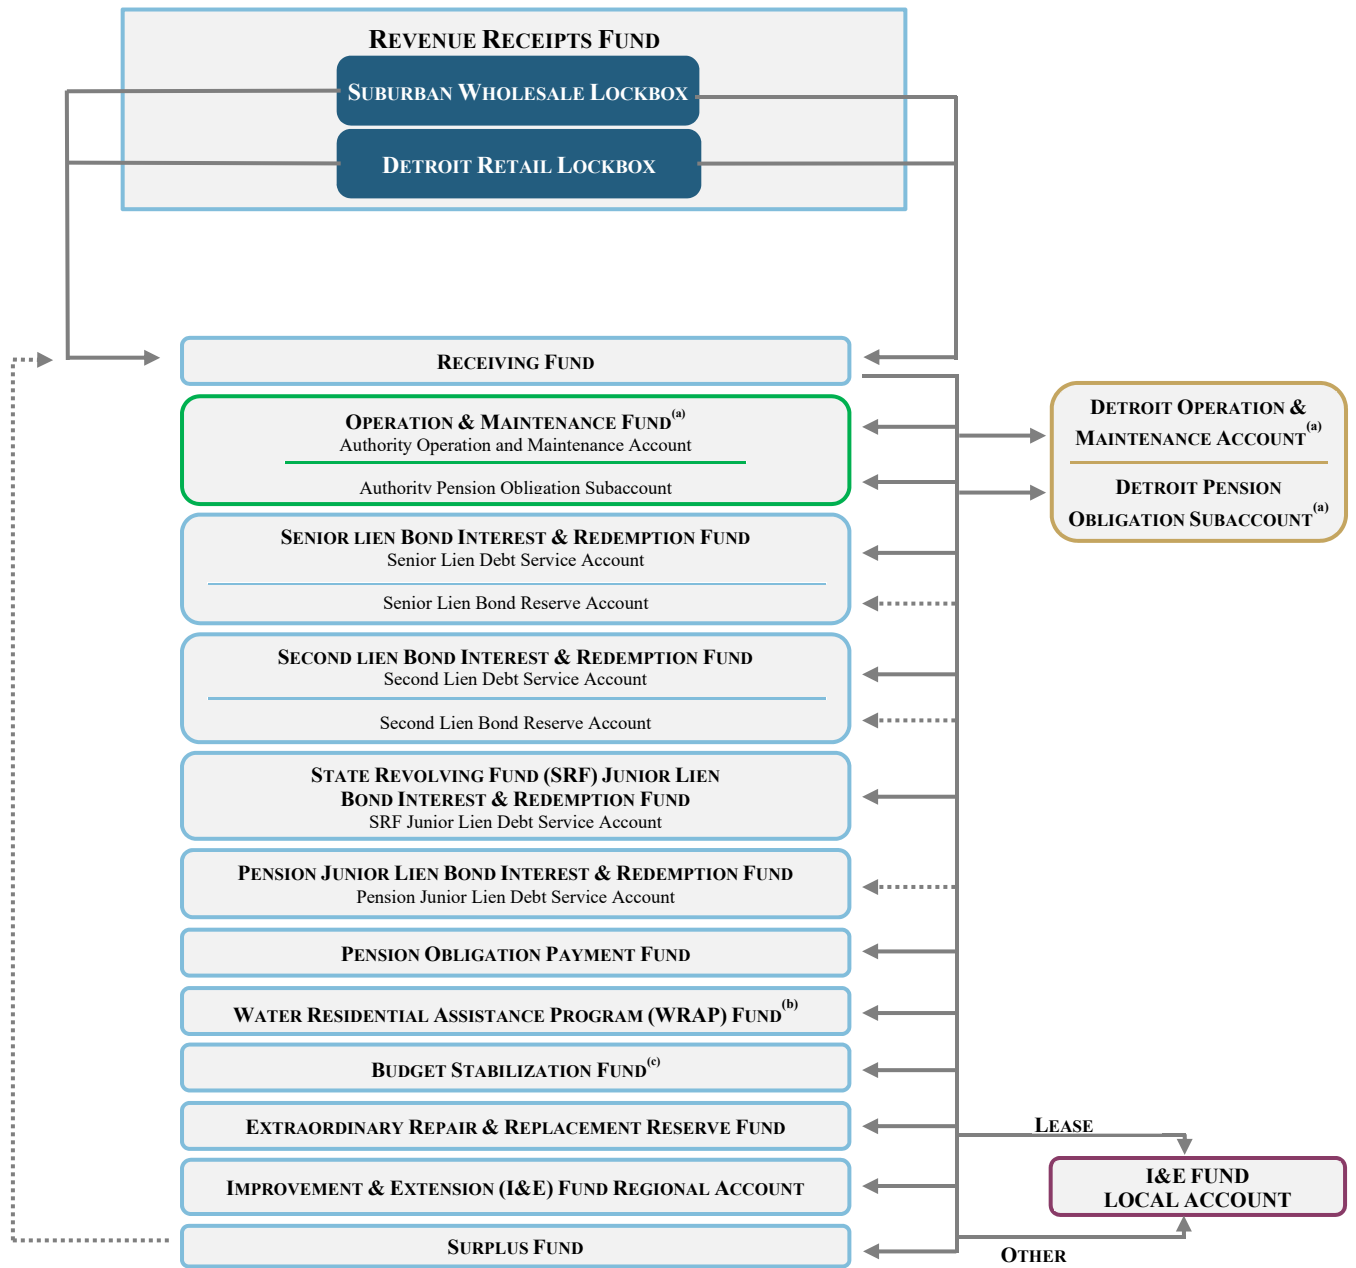 REVENUE RECEIPTS FUND
SUBURBAN WHOLESALE LOCKBOX
DETROIT RETAIL LOCKBOX
RECEIVING FUND
OPERATION & MAINTENANCE FUND(a)
Authority Operation and Maintenance Account
Authority Pension Obligation Subaccount
DETROIT OPERATION &
MAINTENANCE ACCOUNT(a)
DETROIT PENSION
OBLIGATION SUBACCOUNT(a)
SENIOR LIEN BOND INTEREST & REDEMPTION FUND
Senior Lien Debt Service Account
Senior Lien Bond Reserve Account
SECOND LIEN BOND INTEREST & REDEMPTION FUND
Second Lien Debt Service Account
Second Lien Bond Reserve Account
STATE REVOLVING FUND (SRF) JUNIOR LIEN
BOND INTEREST & REDEMPTION FUND
SRF Junior Lien Debt Service Account
PENSION JUNIOR LIEN BOND INTEREST & REDEMPTION FUND
Pension Junior Lien Debt Service Account
PENSION OBLIGATION PAYMENT FUND
WATER RESIDENTIAL ASSISTANCE PROGRAM (WRAP) FUND(b)
BUDGET STABILIZATION FUND(c)
EXTRAORDINARY REPAIR & REPLACEMENT RESERVE FUND
LEASE
IMPROVEMENT & EXTENSION (I&E) FUND REGIONAL ACCOUNT
I&E FUND
LOCAL ACCOUNT
SURPLUS FUND
OTHER